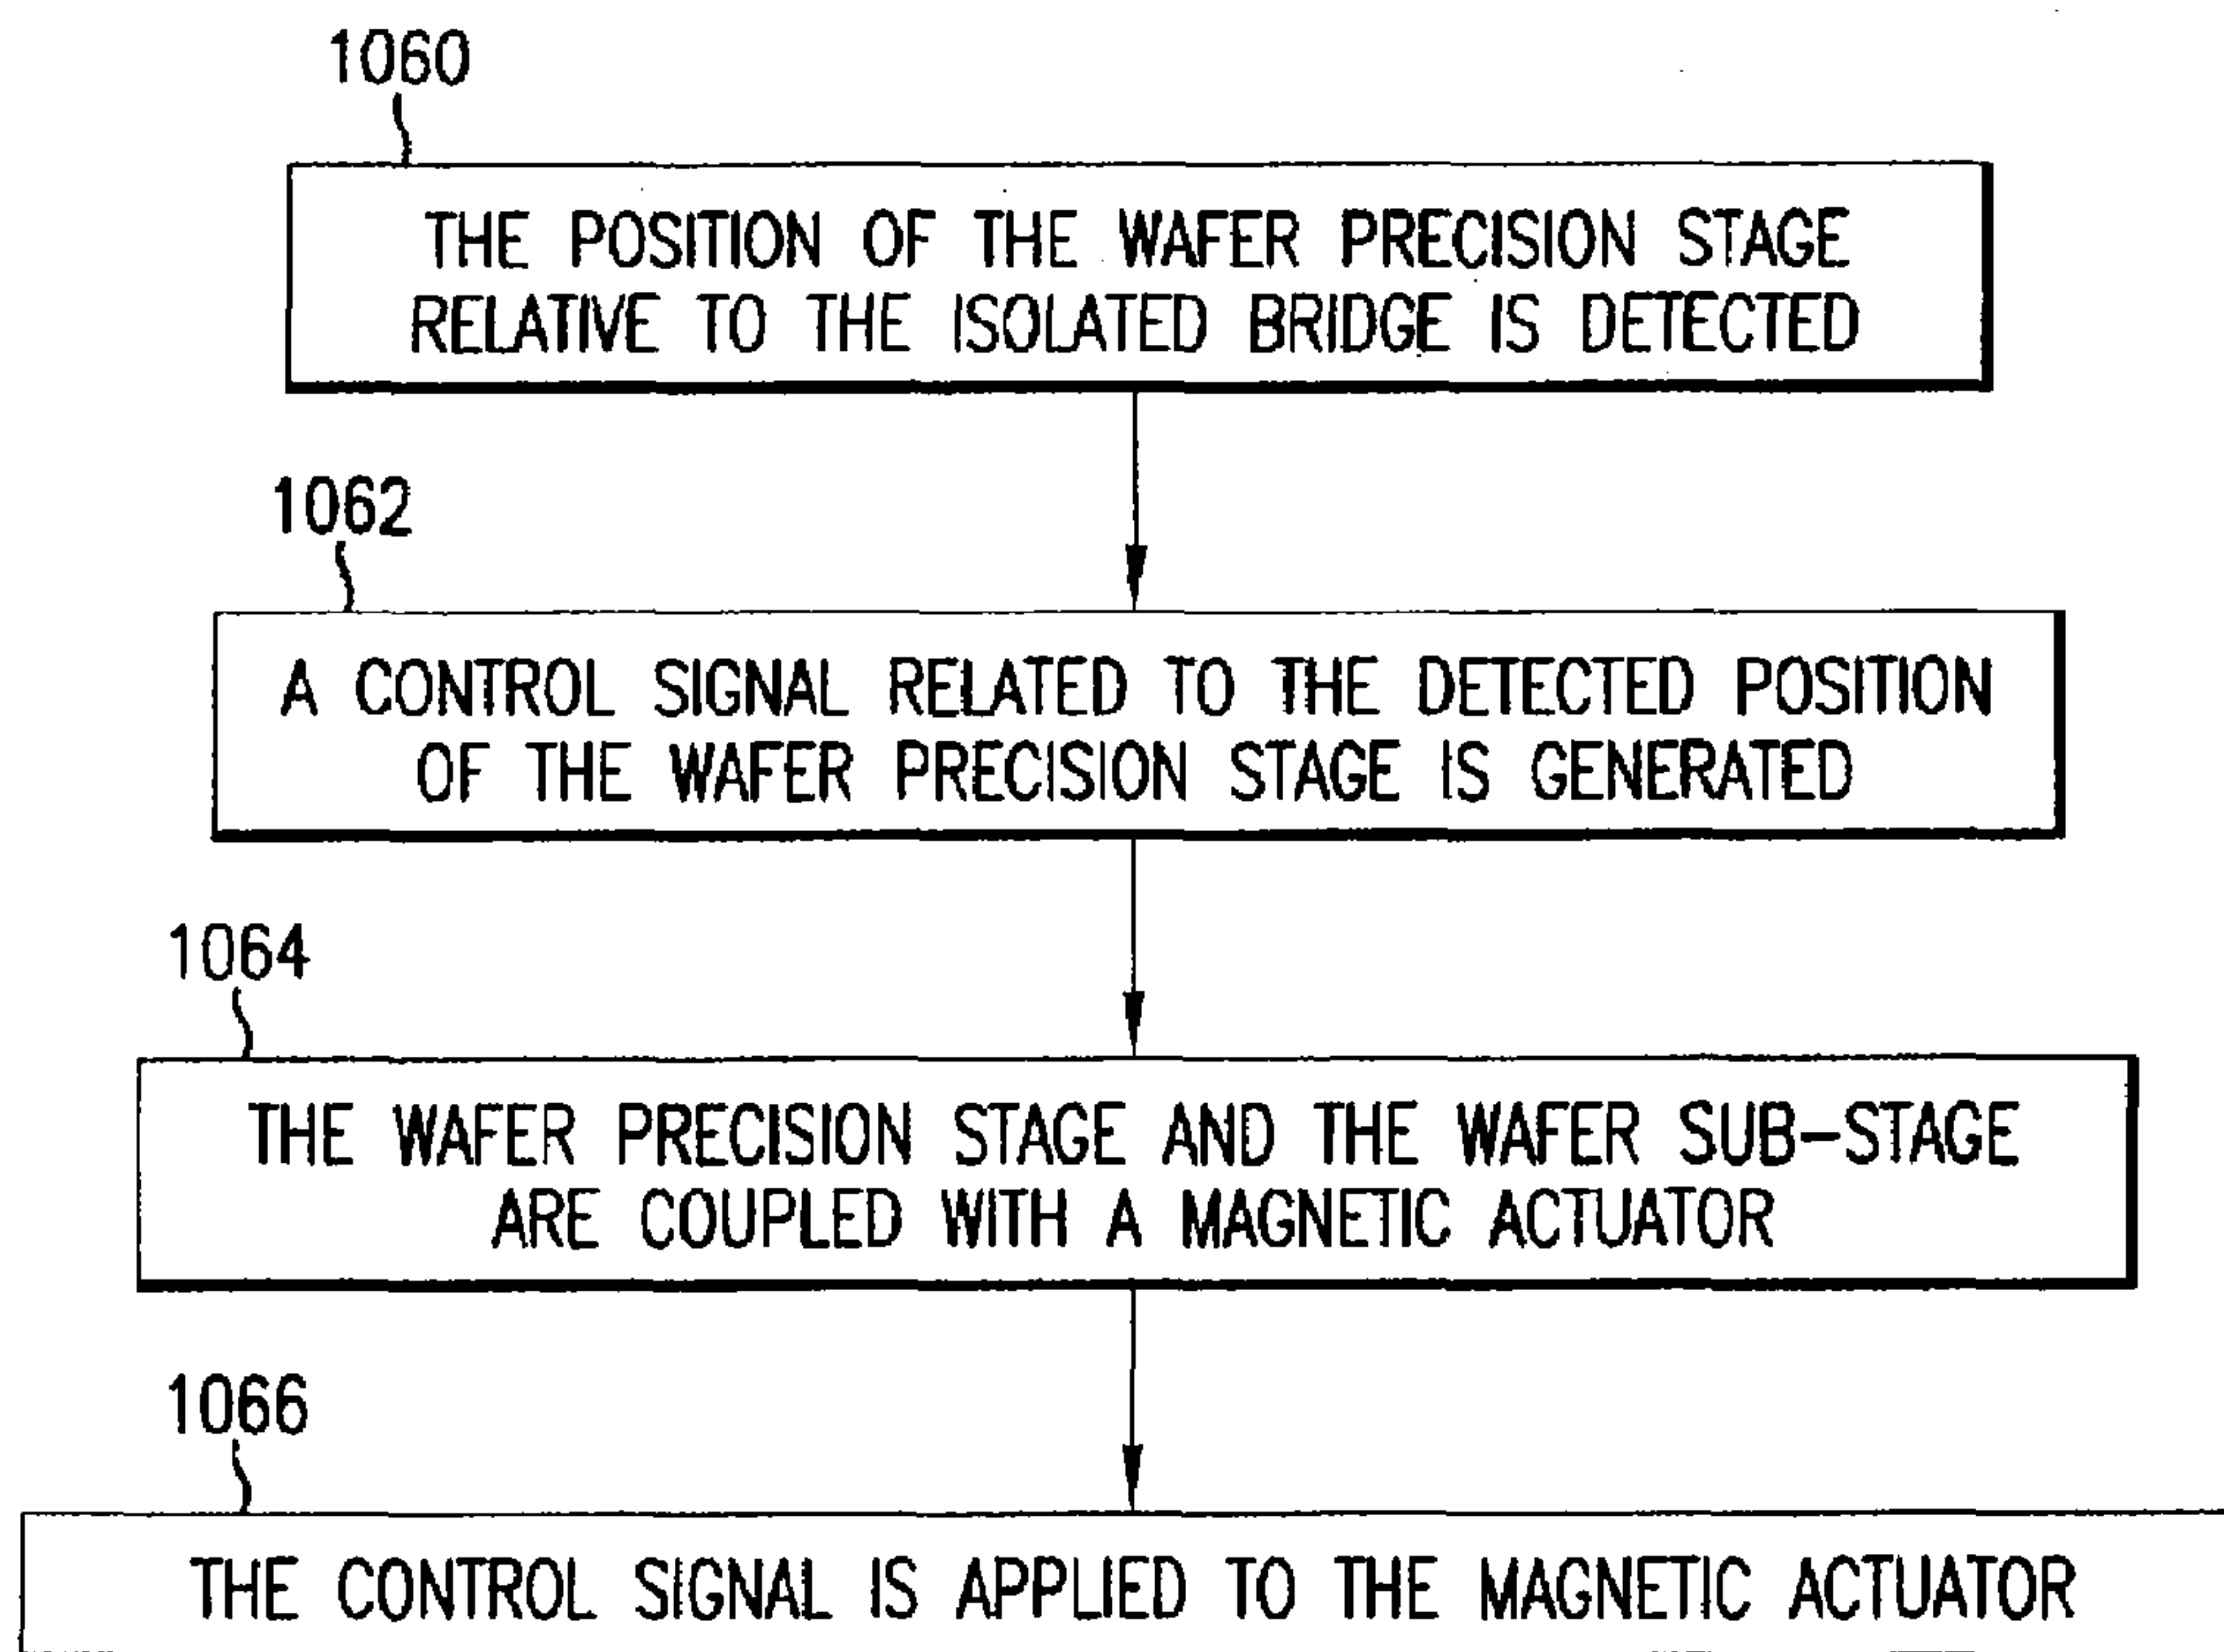 1060
THE POSITION OF THE WAFER PRECISION STAGE
RELATIVE TO THE ISOLATED BRIDGE IS DETECTED
1062
A CONTROL SIGNAL RELATED TO THE DETECTED POSITION
OF THE WAFER PRECISION STAGE IS GENERATED
1064
THE WAFER PRECISION STAGE AND THE WAFER SUB-STAGE
ARE COUPLED WITH A MAGNETIC ACTUATOR
1066
THE CONTROL SIGNAL IS APPLIED TO THE MAGNETIC ACTUATOR